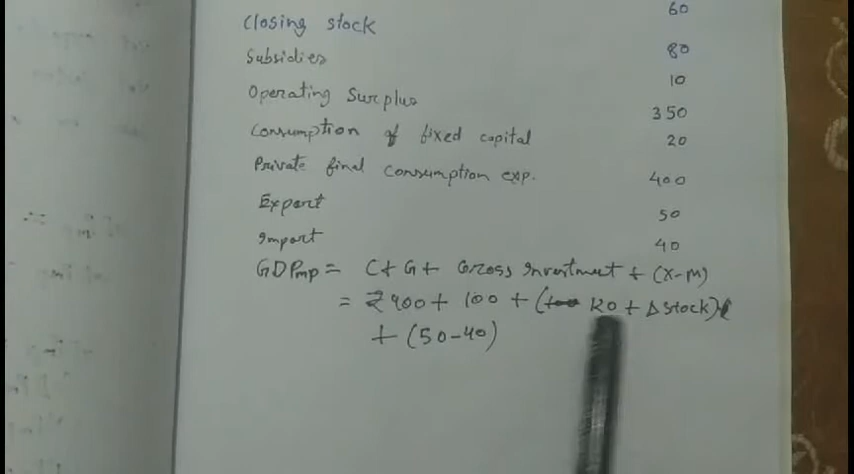 60
Closing stock 80
Subsidies 10
Operating Surplus 350
Consumption of fixed capital 20
Private final consumption exp. 400
Export 50
Import 40
GDPmp = C+ G+ Gross Investment + (X-M)
= ₹400 + 100 + ( 120 + Δ Stock)
+ (50-40)